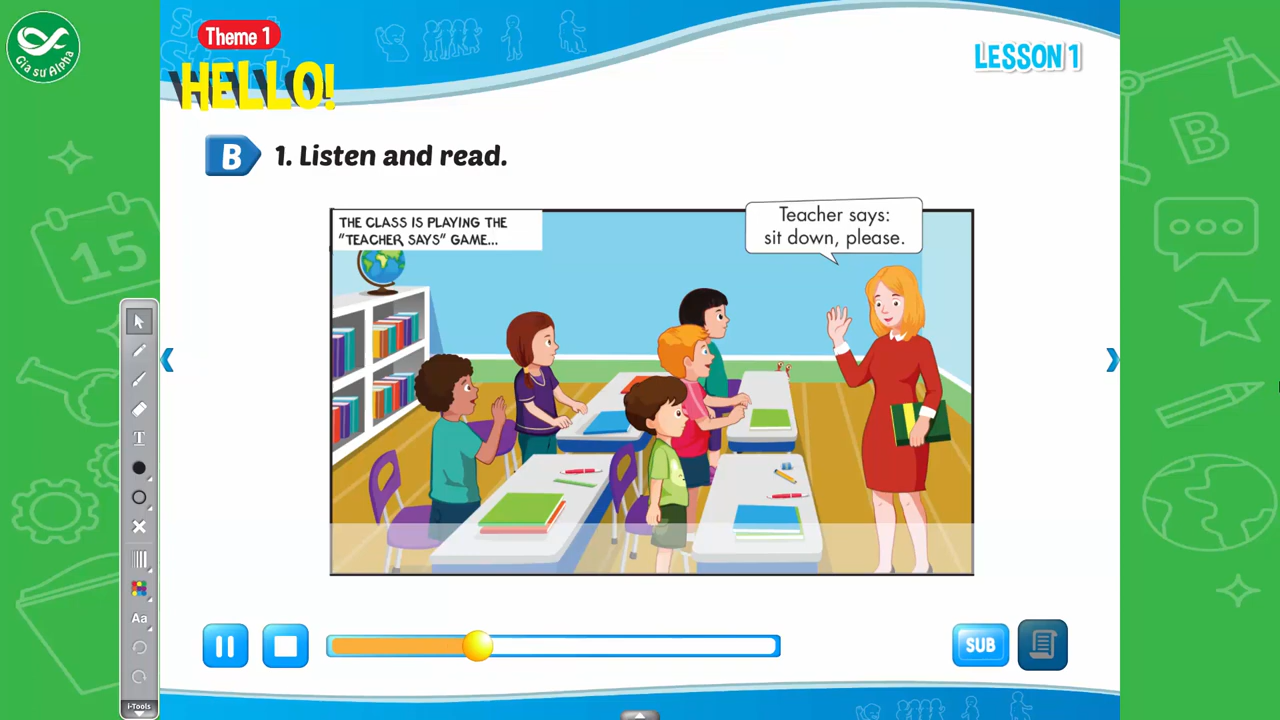 Gia sư Alpha
Theme 1
HELLO!
LESSON 1
B
1. Listen and read.
THE CLASS IS PLAYING THE
"TEACHER SAYS" GAME...
Teacher says:
sit down, please.
T
Aa
i-Tools
SUB
15
B